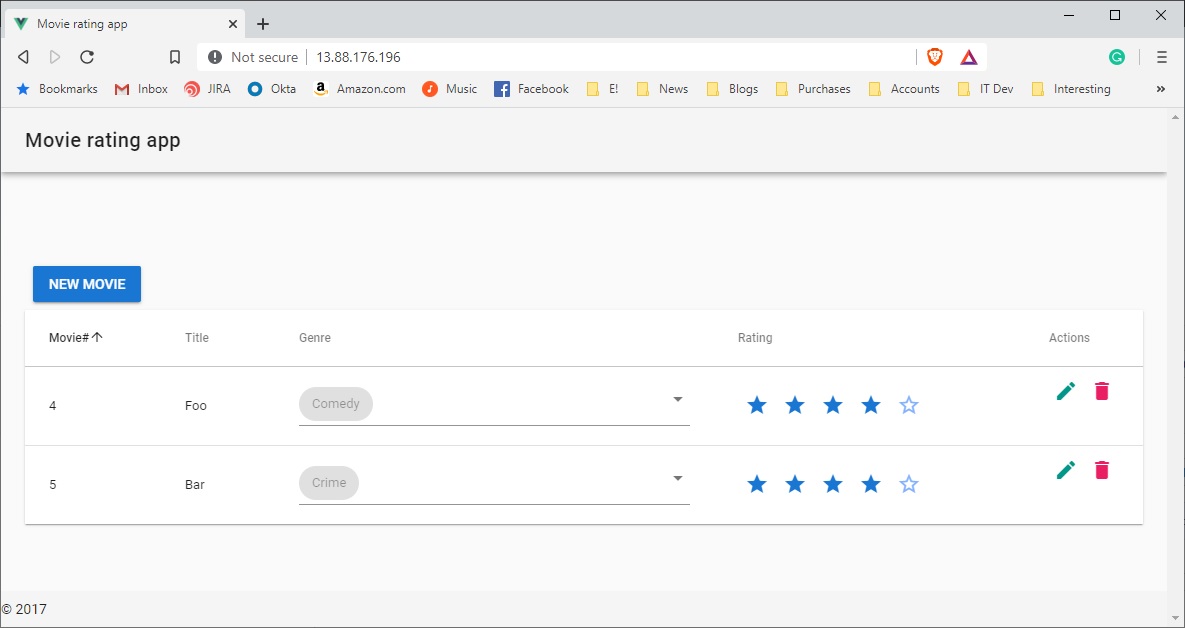 Movie rating app
Not secure 13.88.176.196
Bookmarks Inbox JIRA Okta Amazon.com Music Facebook E! News Blogs Purchases Accounts IT Dev Interesting
Movie rating app
NEW MOVIE
Movie# Title Genre Rating Actions
4 Foo Comedy
5 Bar Crime
© 2017